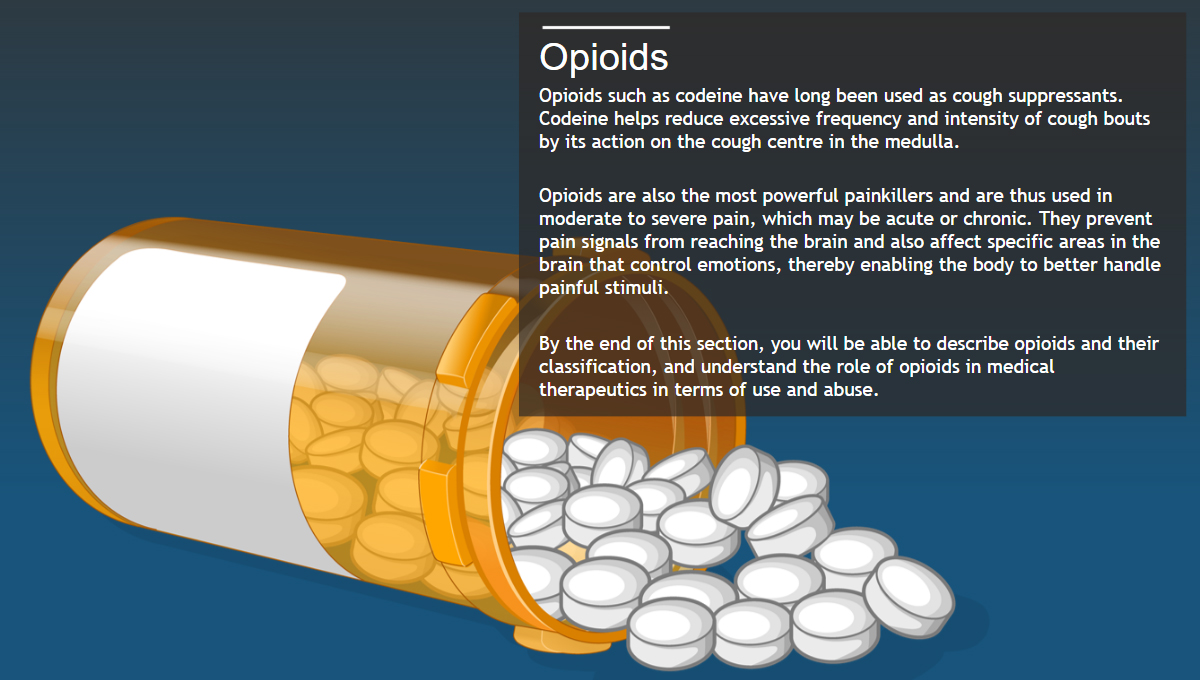 Opioids
Opioids such as codeine have long been used as cough suppressants.
Codeine helps reduce excessive frequency and intensity of cough bouts
by its action on the cough centre in the medulla.
Opioids are also the most powerful painkillers and are thus used in
moderate to severe pain, which may be acute or chronic. They prevent
pain signals from reaching the brain and also affect specific areas in the
brain that control emotions, thereby enabling the body to better handle
painful stimuli.
By the end of this section, you will be able to describe opioids and their
classification, and understand the role of opioids in medical
therapeutics in terms of use and abuse.